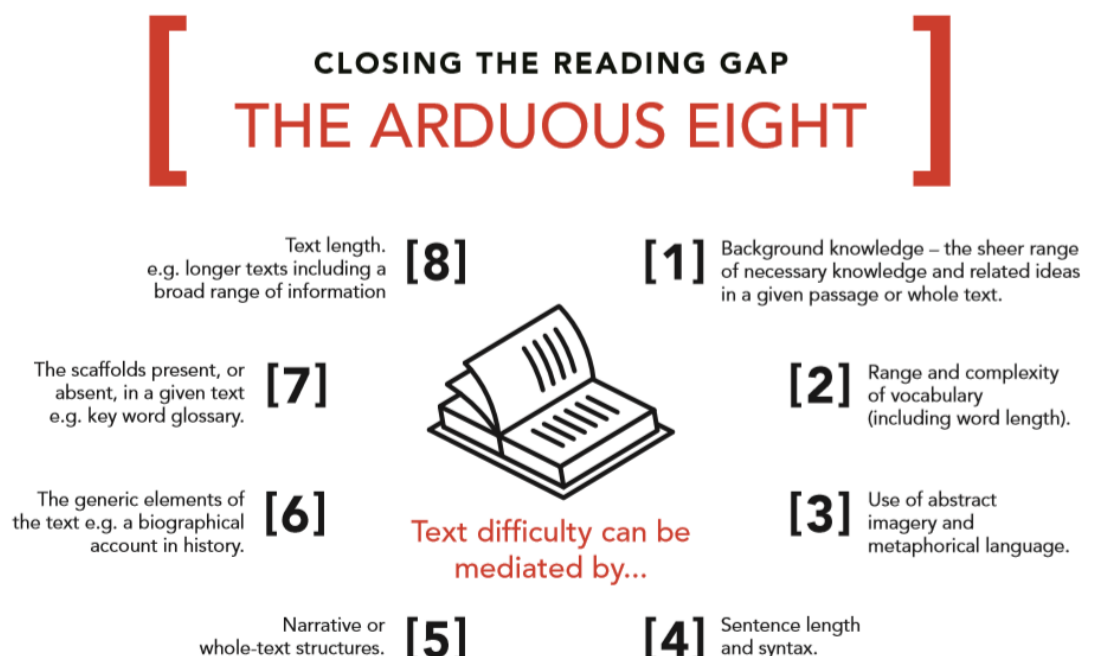 CLOSING THE READING GAP
THE ARDUOUS EIGHT
[1]
Background knowledge – the sheer range
of necessary knowledge and related ideas
in a given passage or whole text.
[2]
Range and complexity
of vocabulary
(including word length).
[3]
Use of abstract
imagery and
metaphorical language.
[4]
Sentence length
and syntax.
[5]
Narrative or
whole-text structures.
[6]
The generic elements of
the text e.g. a biographical
account in history.
[7]
The scaffolds present, or
absent, in a given text
e.g. key word glossary.
[8]
Text length.
e.g. longer texts including a
broad range of information
Text difficulty can be
mediated by...